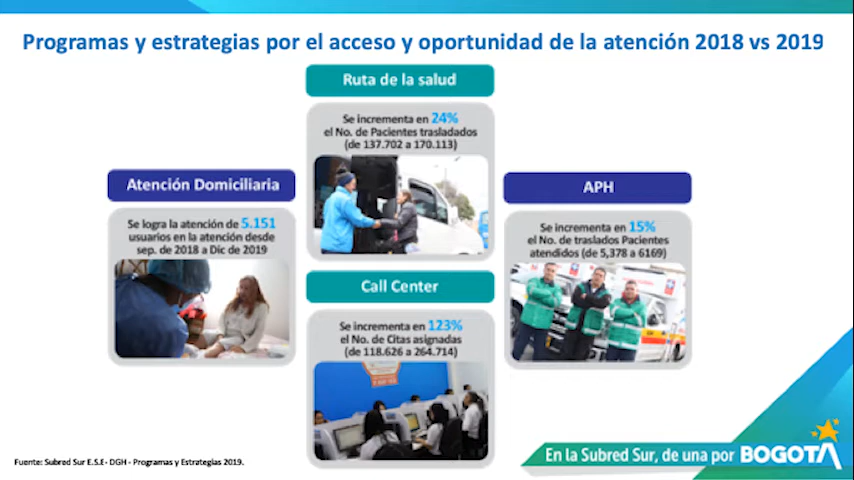 Programas y estrategias por el acceso y oportunidad de la atención 2018 vs 2019
Ruta de la salud
Se incrementa en 24%
el No. de Pacientes trasladados
(de 137.702 a 170.113)
Atención Domiciliaria
Se logra la atención de 5.151
usuarios en la atención desde
sep. de 2018 a Dic de 2019
APH
Se incrementa en 15%
el No. de traslados Pacientes
atendidos (de 5,378 a 6169)
Call Center
Se incrementa en 123%
el No. de Citas asignadas
(de 118.626 a 264.714)
Fuente: Subred Sur E.S.E- DGH - Programas y Estrategias 2019.
En la Subred Sur, de una por BOGOTÁ